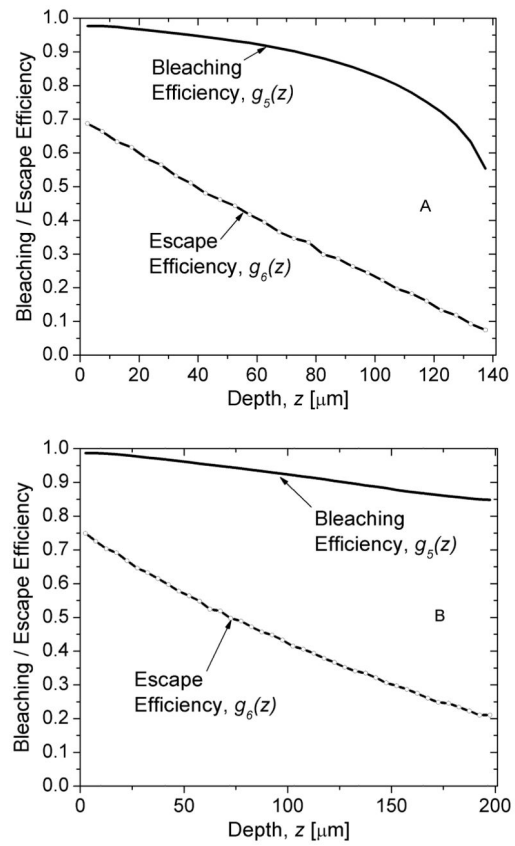 Bleaching / Escape Efficiency
1.0
0.9
0.8
0.7
0.6
0.5
0.4
0.3
0.2
0.1
0.0
Bleaching
Efficiency, g5(z)
A
Escape
Efficiency, g6(z)
0 20 40 60 80 100 120 140
Depth, z [μm]
Bleaching / Escape Efficiency
1.0
0.9
0.8
0.7
0.6
0.5
0.4
0.3
0.2
0.1
0.0
Bleaching
Efficiency, g5(z)
B
Escape
Efficiency, g6(z)
0 50 100 150 200
Depth, z [μm]